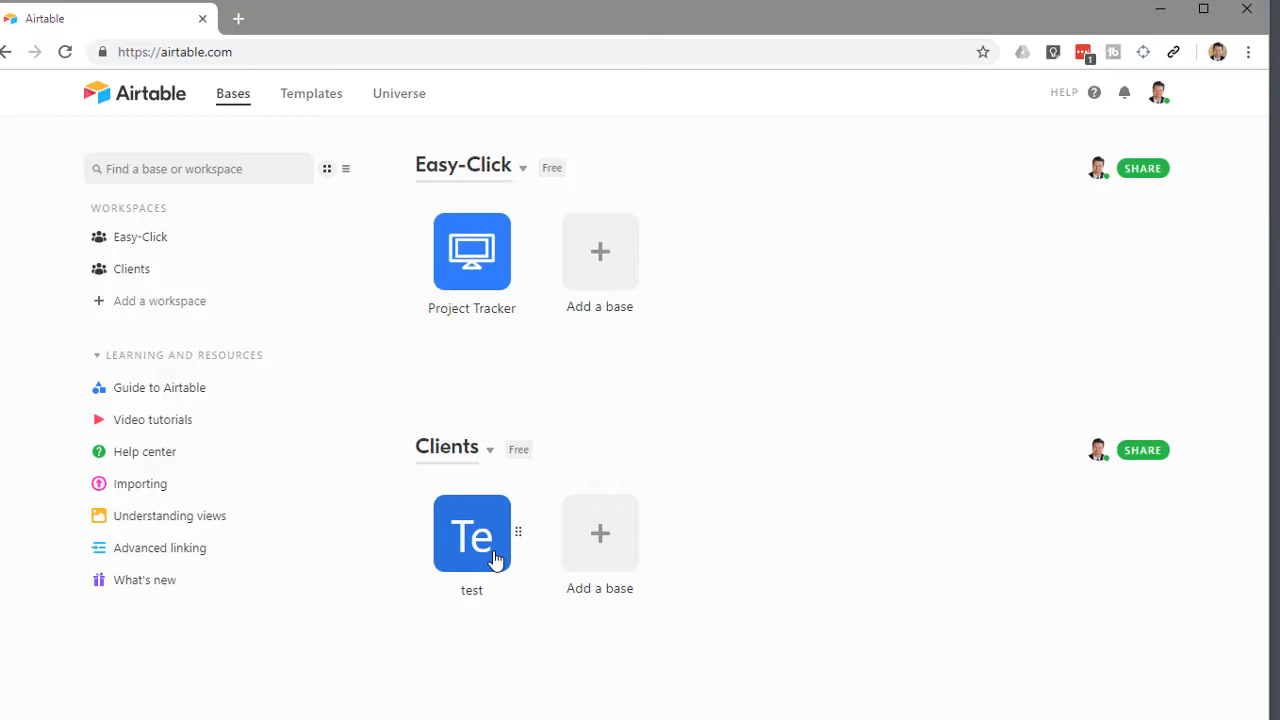 Airtable
https://airtable.com
1
Airtable
Bases
Templates
Universe
HELP ?
Find a base or workspace
Easy-Click
Free
SHARE
WORKSPACES
Easy-Click
Clients
Add a workspace
Project Tracker
Add a base
LEARNING AND RESOURCES
Guide to Airtable
Video tutorials
Help center
Importing
Understanding views
Advanced linking
What's new
Clients
Free
SHARE
Te
test
Add a base